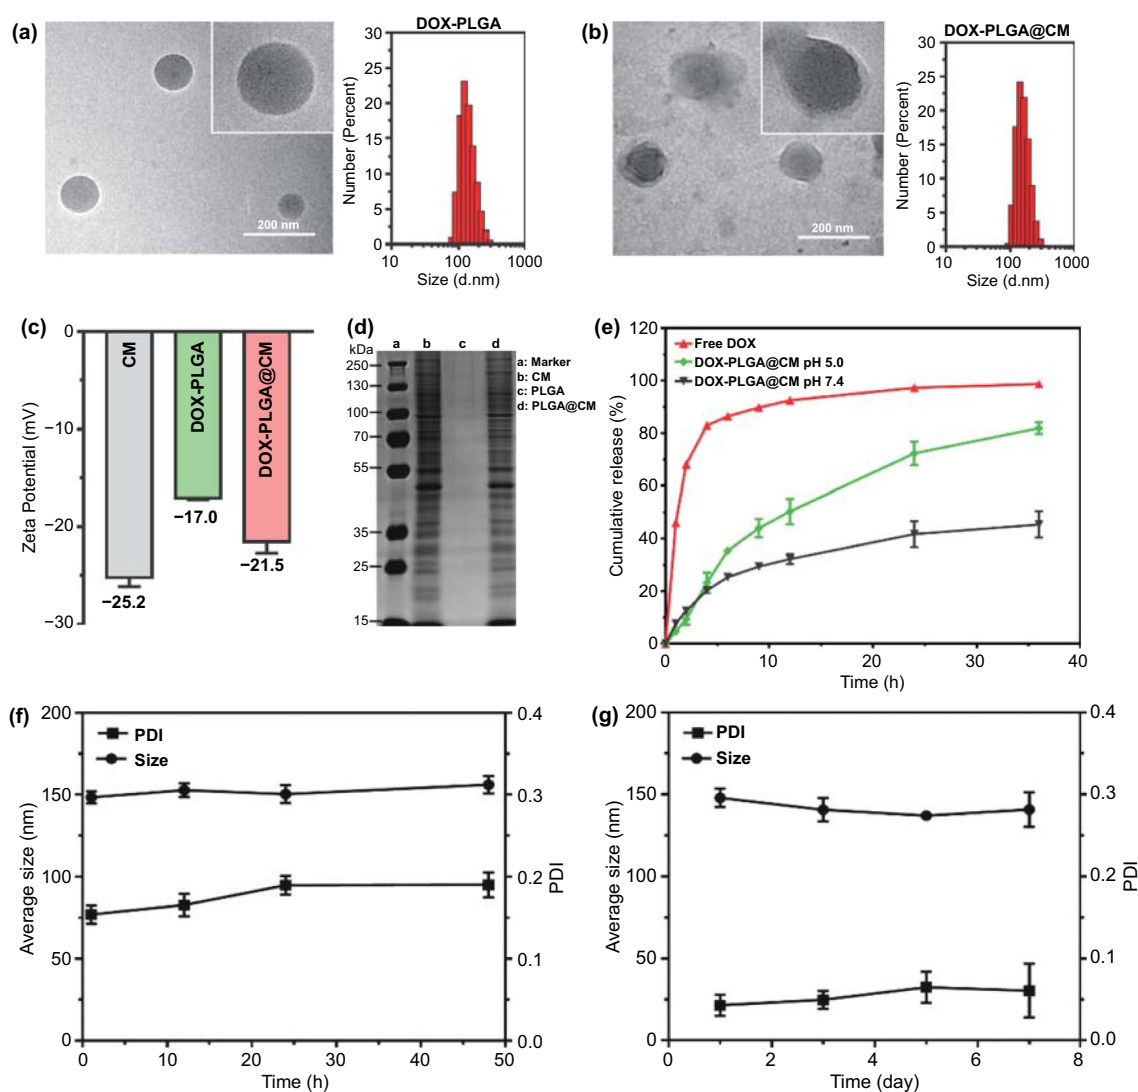 (a)
DOX-PLGA
200 nm
Number (Percent)
30
25
20
15
10
5
0
10
100
1000
Size (d.nm)
(b)
DOX-PLGA@CM
200 nm
Number (Percent)
30
25
20
15
10
5
0
10
100
1000
Size (d.nm)
(c)
Zeta Potential (mV)
0
−10
−20
−30
CM
DOX-PLGA
DOX-PLGA@CM
−25.2
−17.0
−21.5
(d)
kDa
a b c d
250
130
100
70
55
35
25
15
a: Marker
b: CM
c: PLGA
d: PLGA@CM
(e)
Cumulative release (%)
120
100
80
60
40
20
0
Free DOX
DOX-PLGA@CM pH 5.0
DOX-PLGA@CM pH 7.4
0 10 20 30 40
Time (h)
(f)
Average size (nm)
200
150
100
50
0
PDI
Size
0.4
0.3
0.2
0.1
0.0
PDI
0 10 20 30 40 50
Time (h)
(g)
Average size (nm)
200
150
100
50
0
PDI
Size
0.4
0.3
0.2
0.1
0.0
PDI
0 2 4 6 8
Time (day)